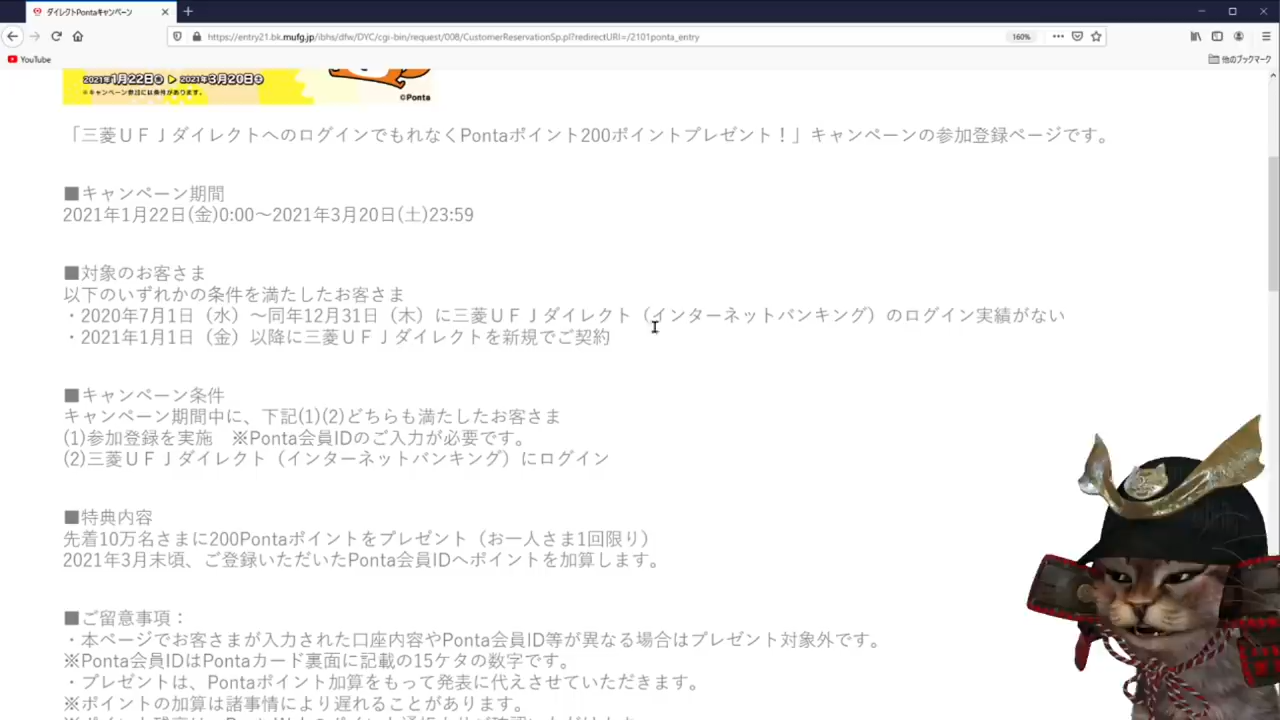 ダイレクトPontaキャンペーン
https://entry21.bk.mufg.jp/ibhs/dfw/DYC/cgi-bin/request/008/CustomerReservationSp.pl?redirectURI=/2101ponta_entry
160%
YouTube
他のブックマーク
2021年1月22日㊎ ▶ 2021年3月20日㊏
※キャンペーン参加には条件があります。
©Ponta
「三菱ＵＦＪダイレクトへのログインでもれなくPontaポイント200ポイントプレゼント！」キャンペーンの参加登録ページです。
■キャンペーン期間
2021年1月22日(金)0:00～2021年3月20日(土)23:59
■対象のお客さま
以下のいずれかの条件を満たしたお客さま
・2020年7月1日（水）～同年12月31日（木）に三菱ＵＦＪダイレクト（インターネットバンキング）のログイン実績がない
・2021年1月1日（金）以降に三菱ＵＦＪダイレクトを新規でご契約
■キャンペーン条件
キャンペーン期間中に、下記(1)(2)どちらも満たしたお客さま
(1)参加登録を実施　※Ponta会員IDのご入力が必要です。
(2)三菱ＵＦＪダイレクト（インターネットバンキング）にログイン
■特典内容
先着10万名さまに200Pontaポイントをプレゼント（お一人さま1回限り）
2021年3月末頃、ご登録いただいたPonta会員IDへポイントを加算します。
■ご留意事項：
・本ページでお客さまが入力された口座内容やPonta会員ID等が異なる場合はプレゼント対象外です。
※Ponta会員IDはPontaカード裏面に記載の15ケタの数字です。
・プレゼントは、Pontaポイント加算をもって発表に代えさせていただきます。
※ポイントの加算は諸事情により遅れることがあります。